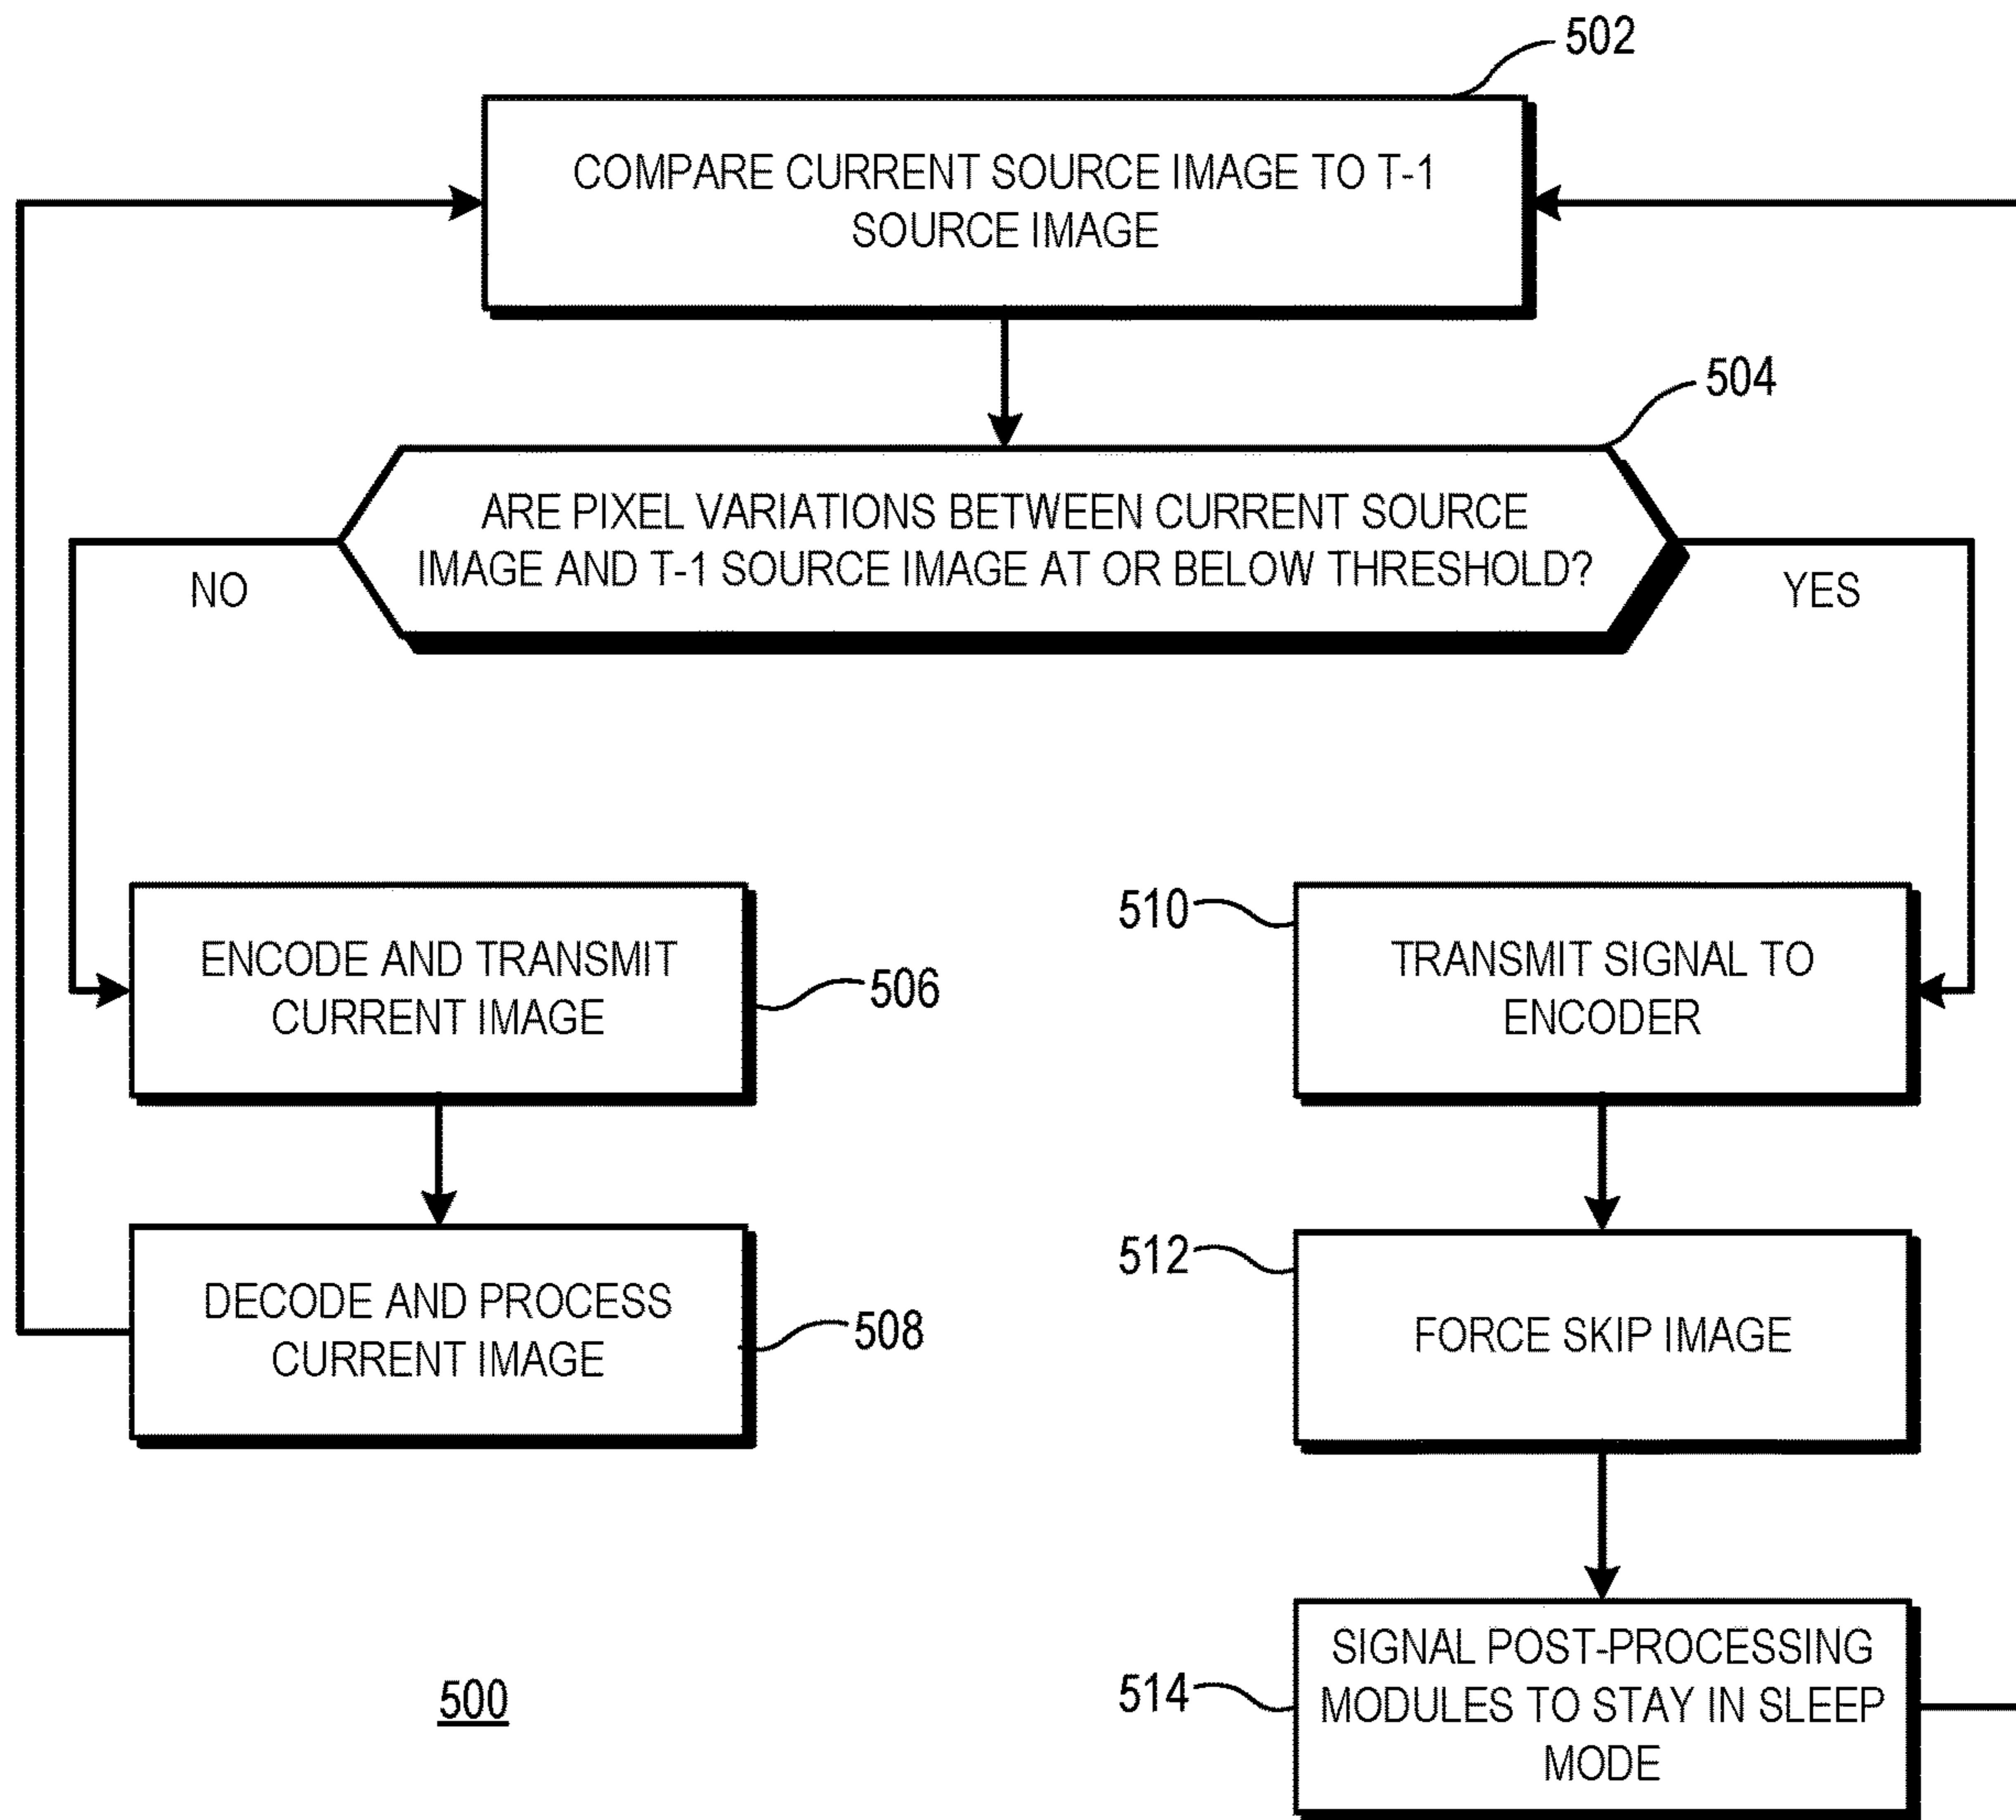 502
COMPARE CURRENT SOURCE IMAGE TO T-1
SOURCE IMAGE
504
ARE PIXEL VARIATIONS BETWEEN CURRENT SOURCE
IMAGE AND T-1 SOURCE IMAGE AT OR BELOW THRESHOLD?
NO
YES
ENCODE AND TRANSMIT
CURRENT IMAGE
506
DECODE AND PROCESS
CURRENT IMAGE
508
510
TRANSMIT SIGNAL TO
ENCODER
512
FORCE SKIP IMAGE
514
SIGNAL POST-PROCESSING
MODULES TO STAY IN SLEEP
MODE
500